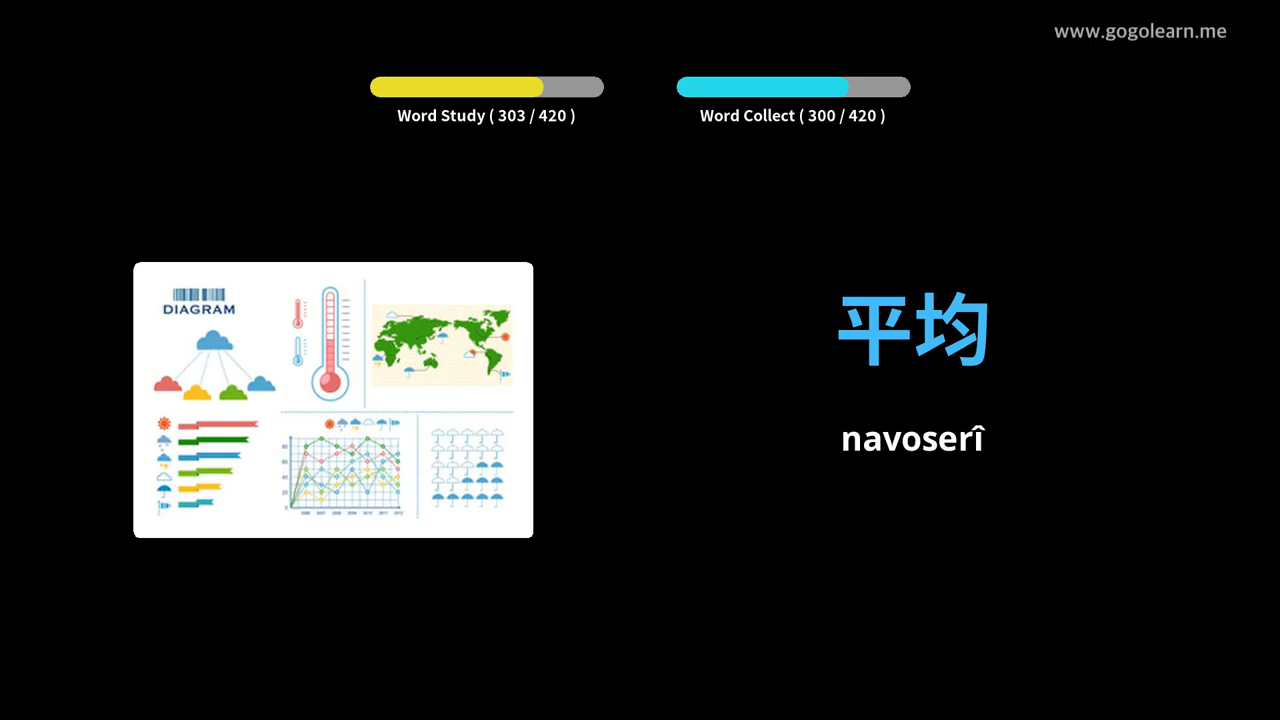 www.gogolearn.me
Word Study ( 303 / 420 )
Word Collect ( 300 / 420 )
DIAGRAM
平均
navoserî